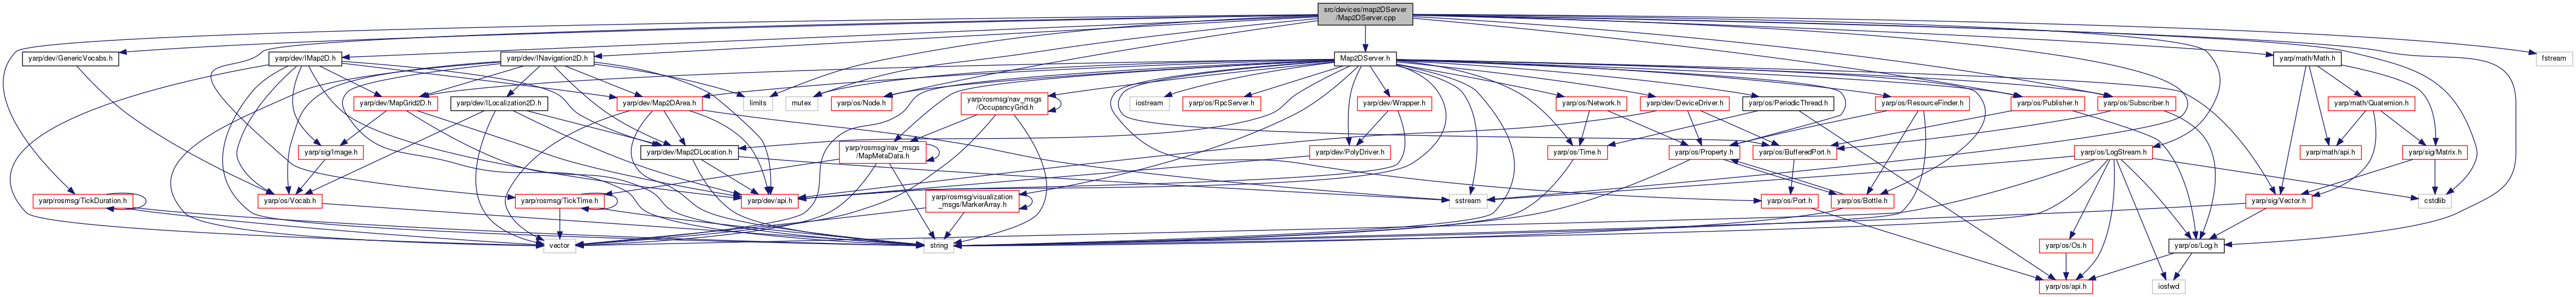 src/devices/map2DServer
/Map2DServer.cpp
yarp/dev/GenericVocabs.h
yarp/dev/IMap2D.h
yarp/dev/INavigation2D.h
Map2DServer.h
yarp/math/Math.h
fstream
yarp/dev/MapGrid2D.h
yarp/dev/ILocalization2D.h
yarp/dev/Map2DArea.h
limits
mutex
yarp/os/Node.h
yarp/rosmsg/nav_msgs
/OccupancyGrid.h
iostream
yarp/os/RpcServer.h
yarp/dev/Wrapper.h
yarp/os/Network.h
yarp/dev/DeviceDriver.h
yarp/os/PeriodicThread.h
yarp/os/ResourceFinder.h
yarp/os/Publisher.h
yarp/os/Subscriber.h
yarp/math/Quaternion.h
yarp/sig/Image.h
yarp/dev/Map2DLocation.h
yarp/rosmsg/nav_msgs
/MapMetaData.h
yarp/dev/PolyDriver.h
yarp/os/Time.h
yarp/os/Property.h
yarp/os/BufferedPort.h
yarp/os/LogStream.h
yarp/math/api.h
yarp/sig/Matrix.h
yarp/rosmsg/TickDuration.h
yarp/os/Vocab.h
yarp/rosmsg/TickTime.h
yarp/dev/api.h
yarp/rosmsg/visualization
_msgs/MarkerArray.h
sstream
yarp/os/Port.h
yarp/os/Bottle.h
yarp/sig/Vector.h
cstdlib
vector
string
yarp/os/Os.h
yarp/os/Log.h
yarp/os/api.h
iosfwd